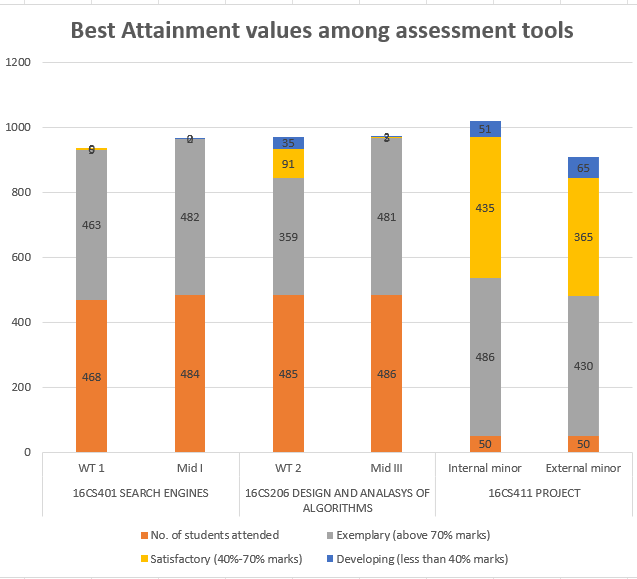 Best Attainment values among assessment tools
1200
1000
800
600
400
200
0
468
463
484
482
485
359
91
35
486
481
50
486
435
51
50
430
365
65
WT 1
Mid I
WT 2
Mid III
Internal minor
External minor
16CS401 SEARCH ENGINES
16CS206 DESIGN AND ANALASYS OF
ALGORITHMS
16CS411 PROJECT
No. of students attended
Exemplary (above 70% marks)
Satisfactory (40%-70% marks)
Developing (less than 40% marks)